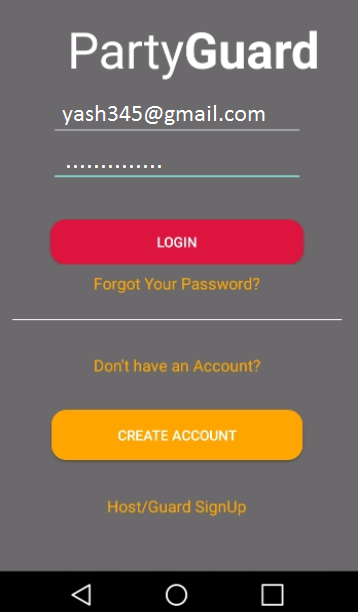 PartyGuard
yash345@gmail.com
..............
LOGIN
Forgot Your Password?
Don't have an Account?
CREATE ACCOUNT
Host/Guard SignUp